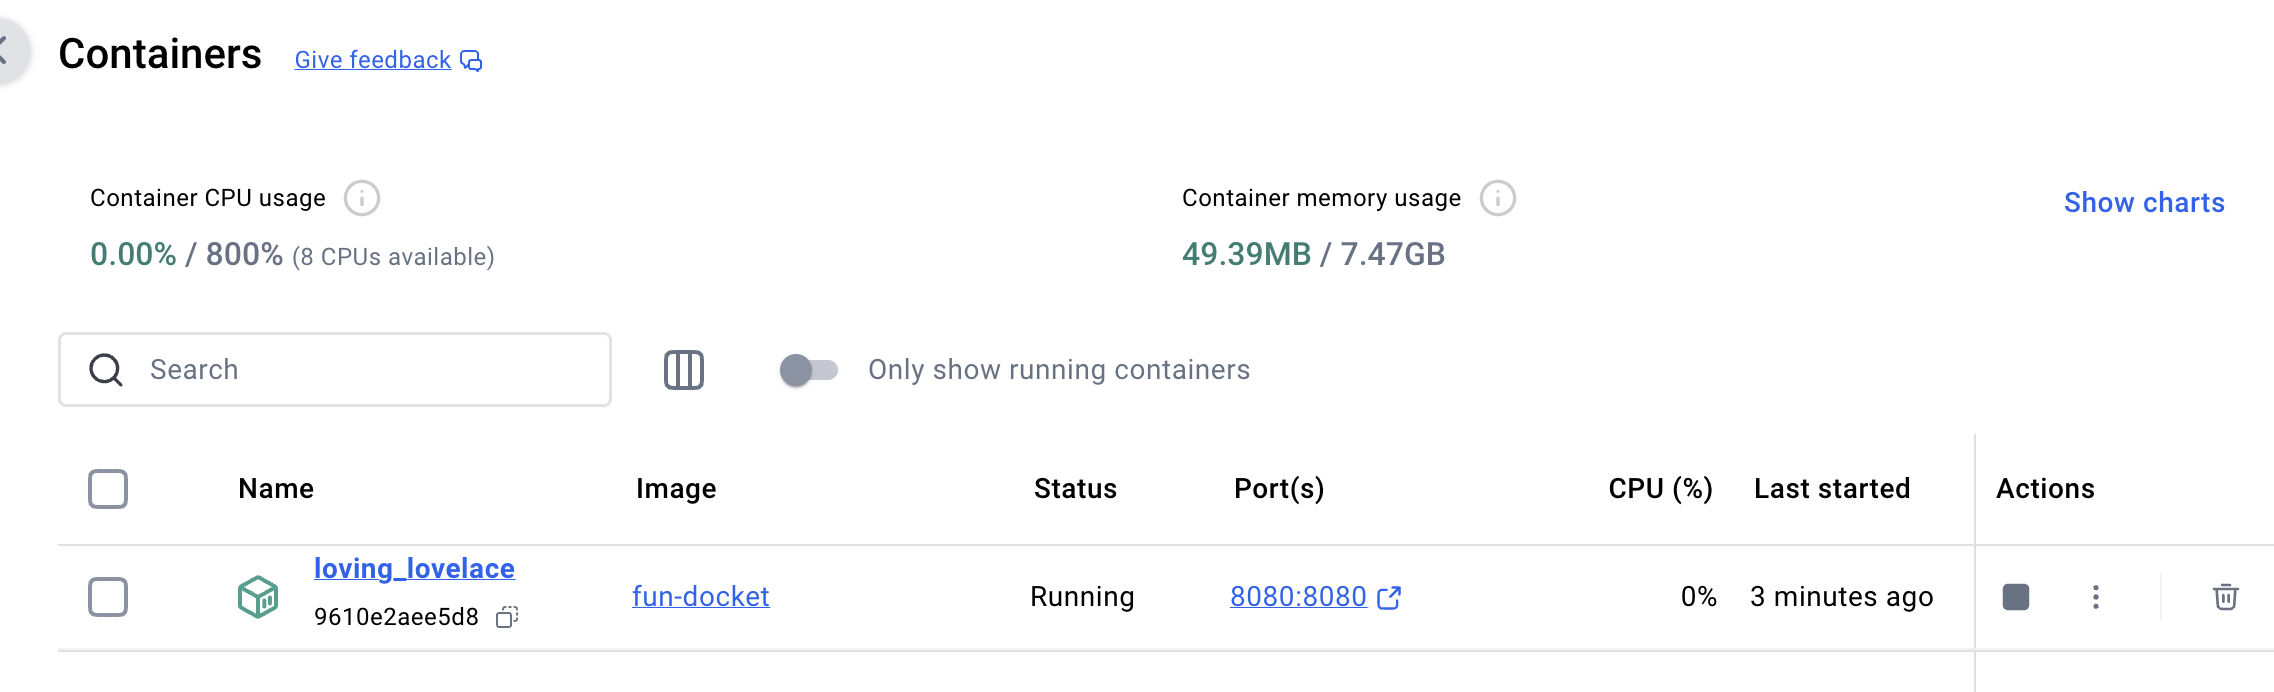 Containers Give feedback
Container CPU usage
0.00% / 800% (8 CPUs available)
Container memory usage
49.39MB / 7.47GB
Show charts
Search
Only show running containers
Name Image Status Port(s) CPU (%) Last started Actions
loving_lovelace
9610e2aee5d8
fun-docket Running 8080:8080 0% 3 minutes ago